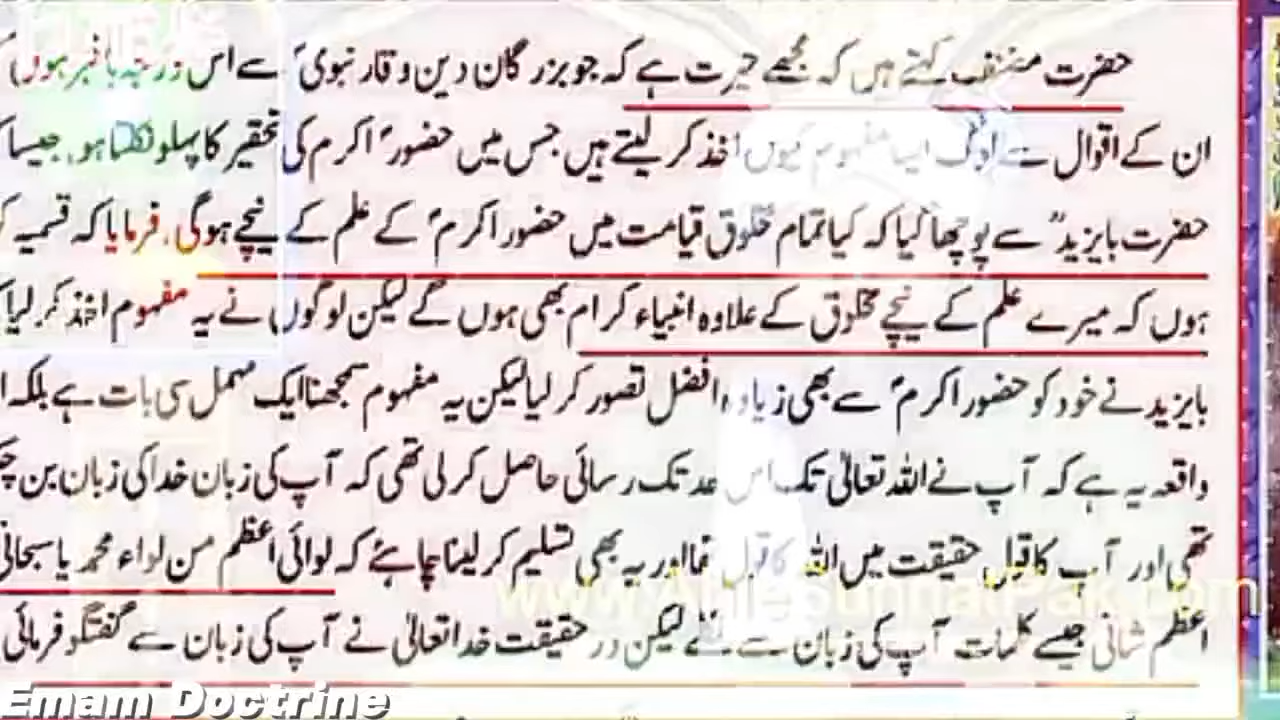 حضرت مصنف کہتے ہیں کہ مجھے حیرت ہے کہ جو بزرگان دین وقار نبوی ؐ سے اس درجہ باخبر ہوں
ان کے اقوال سے لوگ ایسا مفہوم کیوں اخذ کر لیتے ہیں جس میں حضور ؐ اکرم کی تحقیر کا پہلو نکلتا ہو، جیسا
حضرت بایزید ؒ سے پوچھا گیا کہ کیا تمام مخلوق قیامت میں حضور اکرم ؐ کے علم کے نیچے ہوگی، فرمایا کہ قسمیہ
ہوں کہ میرے علم کے نیچے مخلوق کے علاوہ انبیاء کرام بھی ہوں گے لیکن لوگوں نے یہ مفہوم اخذ کر لیا
بایزید نے خود کو حضور اکرم ؐ سے بھی زیادہ افضل تصور کر لیا لیکن یہ مفہوم سمجھنا ایک مہمل سی بات ہے بلکہ
واقعہ یہ ہے کہ آپ نے اللہ تعالیٰ تک اس حد تک رسائی حاصل کر لی تھی کہ آپ کی زبان خدا کی زبان بن
تھی اور آپ کا قول حقیقت میں اللہ کا قول تھا اور یہ بھی تسلیم کر لینا چاہئے کہ لوائی اعظم من لواء محمد یا سبحانی
اعظم شانی جیسے کلمات آپ کی زبان سے نکلے لیکن در حقیقت خدا تعالیٰ نے آپ کی زبان سے گفتگو فرمائی
www.AhleSunnatPak.com
Emam Doctrine